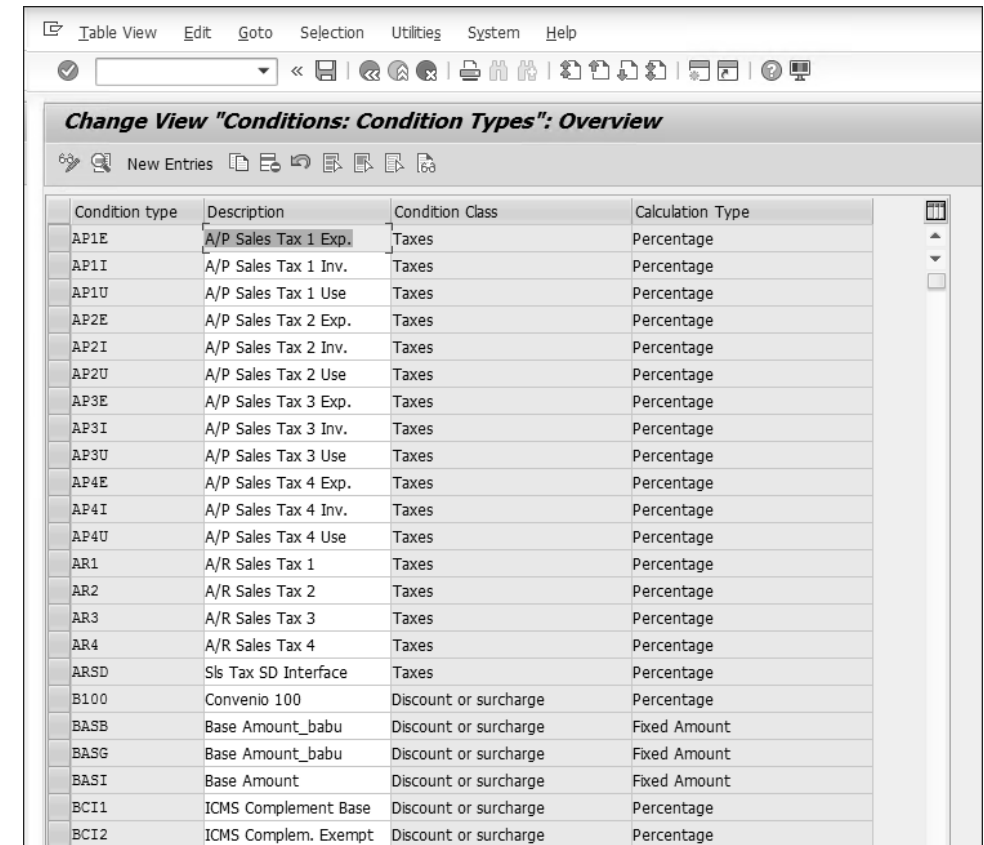 Table View Edit Goto Selection Utilities System Help
Change View "Conditions: Condition Types": Overview
New Entries
Condition type Description Condition Class Calculation Type
AP1E A/P Sales Tax 1 Exp. Taxes Percentage
AP1I A/P Sales Tax 1 Inv. Taxes Percentage
AP1U A/P Sales Tax 1 Use Taxes Percentage
AP2E A/P Sales Tax 2 Exp. Taxes Percentage
AP2I A/P Sales Tax 2 Inv. Taxes Percentage
AP2U A/P Sales Tax 2 Use Taxes Percentage
AP3E A/P Sales Tax 3 Exp. Taxes Percentage
AP3I A/P Sales Tax 3 Inv. Taxes Percentage
AP3U A/P Sales Tax 3 Use Taxes Percentage
AP4E A/P Sales Tax 4 Exp. Taxes Percentage
AP4I A/P Sales Tax 4 Inv. Taxes Percentage
AP4U A/P Sales Tax 4 Use Taxes Percentage
AR1 A/R Sales Tax 1 Taxes Percentage
AR2 A/R Sales Tax 2 Taxes Percentage
AR3 A/R Sales Tax 3 Taxes Percentage
AR4 A/R Sales Tax 4 Taxes Percentage
ARSD Sls Tax SD Interface Taxes Percentage
B100 Convenio 100 Discount or surcharge Percentage
BASB Base Amount_babu Discount or surcharge Fixed Amount
BASG Base Amount_babu Discount or surcharge Fixed Amount
BASI Base Amount Discount or surcharge Fixed Amount
BCI1 ICMS Complement Base Discount or surcharge Percentage
BCI2 ICMS Complem. Exempt Discount or surcharge Percentage